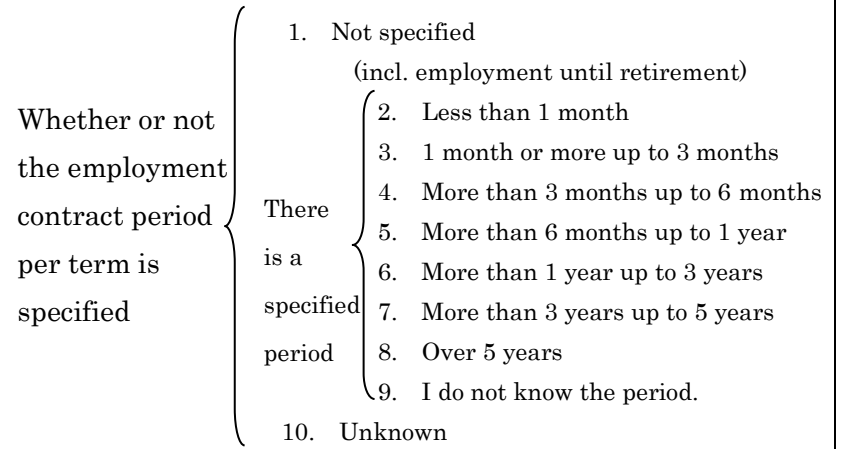 Whether or not
the employment
contract period
per term is
specified
1. Not specified
(incl. employment until retirement)
There
is a
specified
period
2. Less than 1 month
3. 1 month or more up to 3 months
4. More than 3 months up to 6 months
5. More than 6 months up to 1 year
6. More than 1 year up to 3 years
7. More than 3 years up to 5 years
8. Over 5 years
9. I do not know the period.
10. Unknown